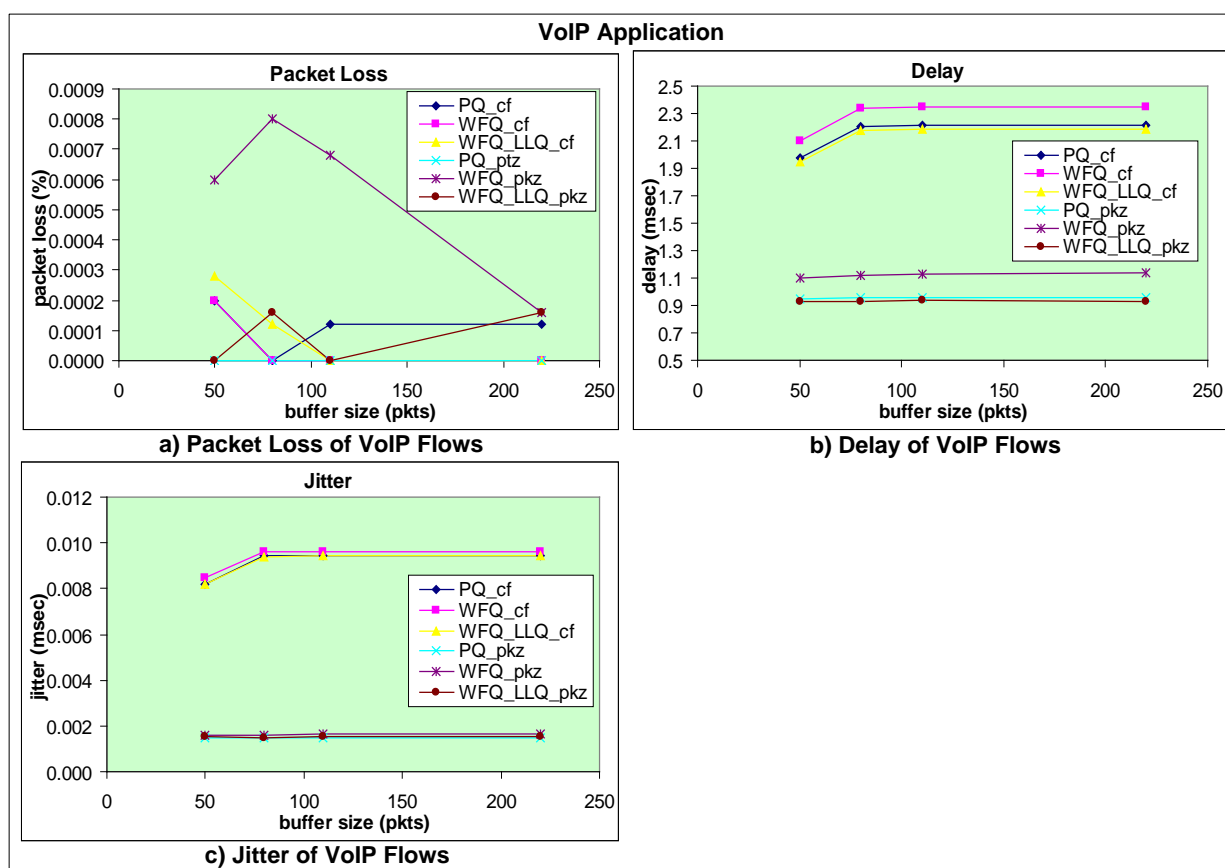 VoIP Application
Packet Loss
packet loss (%)
0.0009
0.0008
0.0007
0.0006
0.0005
0.0004
0.0003
0.0002
0.0001
0.0000
0 50 100 150 200 250
buffer size (pkts)
PQ_cf
WFQ_cf
WFQ_LLQ_cf
PQ_ptz
WFQ_pkz
WFQ_LLQ_pkz
a) Packet Loss of VoIP Flows
Delay
delay (msec)
2.5
2.3
2.1
1.9
1.7
1.5
1.3
1.1
0.9
0.7
0.5
0 50 100 150 200 250
buffer size (pkts)
PQ_cf
WFQ_cf
WFQ_LLQ_cf
PQ_pkz
WFQ_pkz
WFQ_LLQ_pkz
b) Delay of VoIP Flows
Jitter
jitter (msec)
0.012
0.010
0.008
0.006
0.004
0.002
0.000
0 50 100 150 200 250
buffer size (pkts)
PQ_cf
WFQ_cf
WFQ_LLQ_cf
PQ_pkz
WFQ_pkz
WFQ_LLQ_pkz
c) Jitter of VoIP Flows